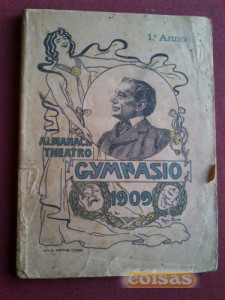 1.º Anno
ALMANACH
THEATRO
GYMNASIO
1909
coisas